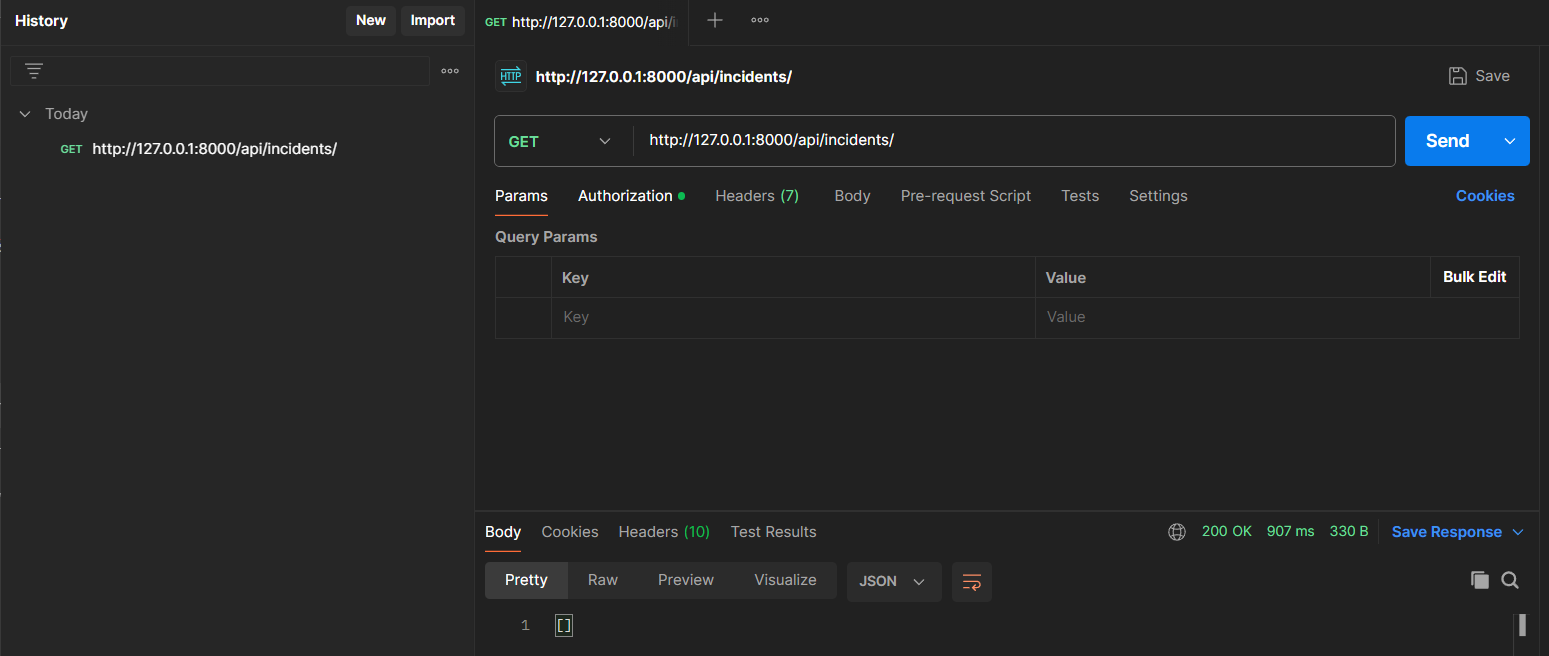 History New Import
GET http://127.0.0.1:8000/api/i
HTTP http://127.0.0.1:8000/api/incidents/ Save
Today
GET http://127.0.0.1:8000/api/incidents/
GET http://127.0.0.1:8000/api/incidents/ Send
Params Authorization Headers (7) Body Pre-request Script Tests Settings Cookies
Query Params
Key Value Bulk Edit
Key Value
Body Cookies Headers (10) Test Results 200 OK 907 ms 330 B Save Response
Pretty Raw Preview Visualize JSON
1 []